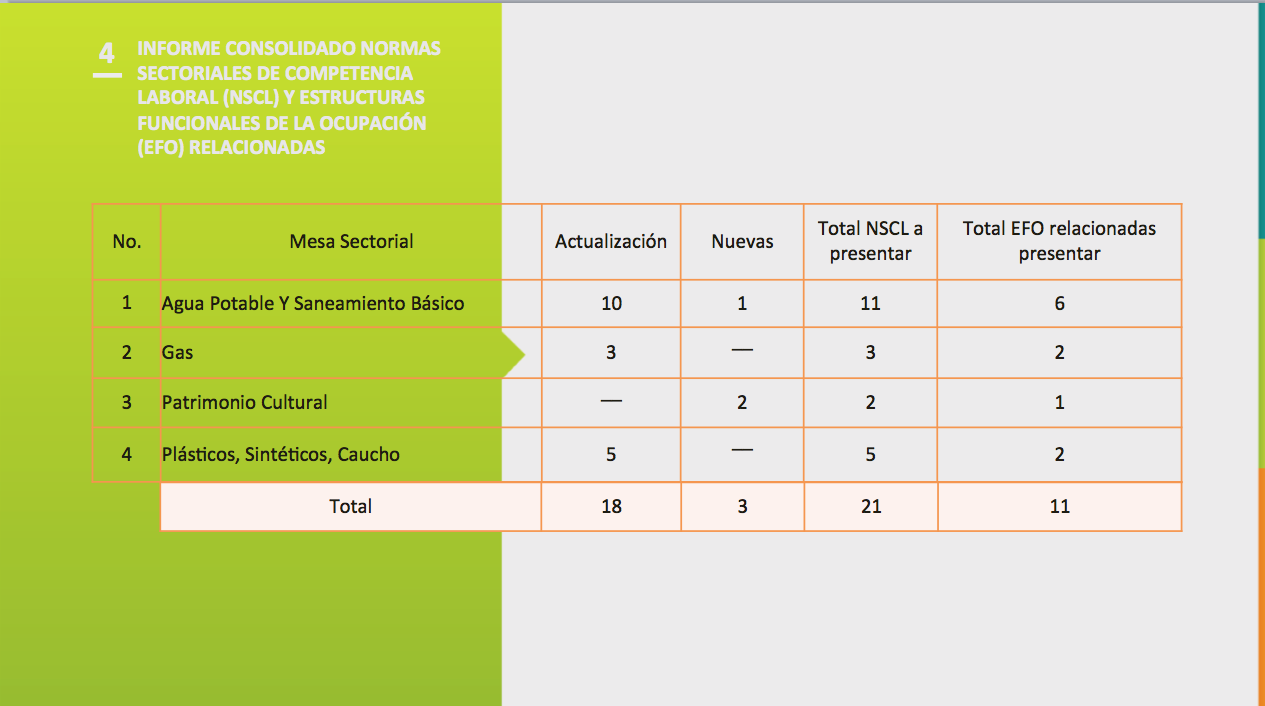 4
INFORME CONSOLIDADO NORMAS
SECTORIALES DE COMPETENCIA
LABORAL (NSCL) Y ESTRUCTURAS
FUNCIONALES DE LA OCUPACIÓN
(EFO) RELACIONADAS
No. Mesa Sectorial Actualización Nuevas Total NSCL a presentar Total EFO relacionadas presentar
1 Agua Potable Y Saneamiento Básico 10 1 11 6
2 Gas 3 — 3 2
3 Patrimonio Cultural — 2 2 1
4 Plásticos, Sintéticos, Caucho 5 — 5 2
Total 18 3 21 11